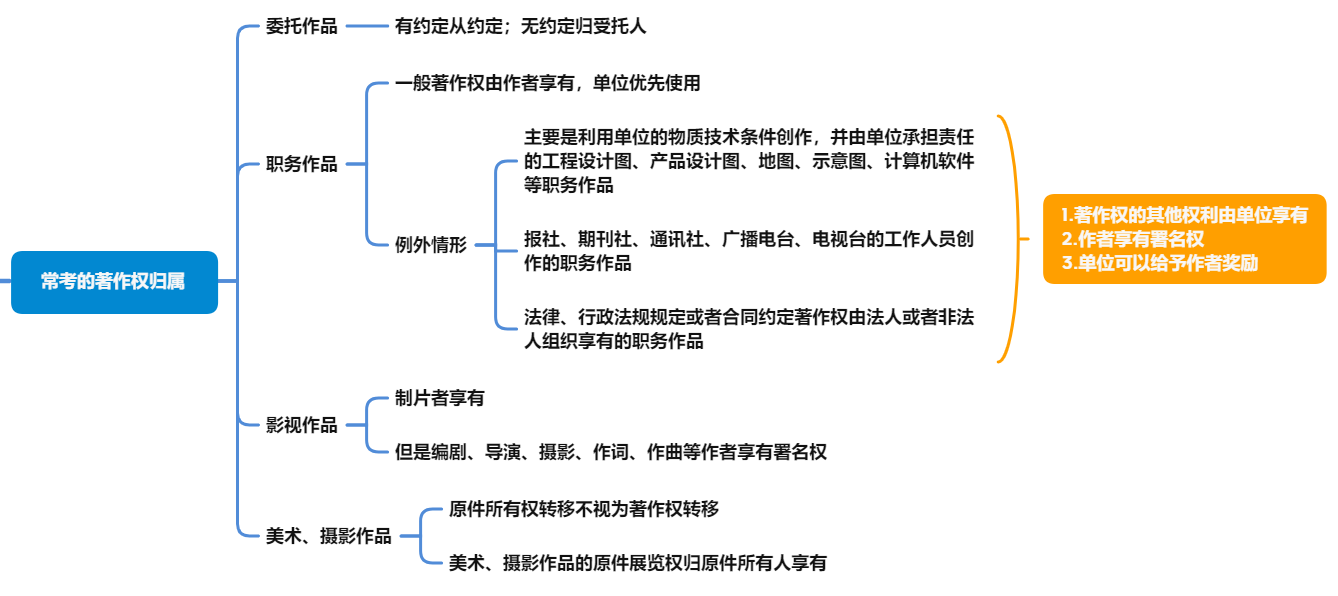 常考的著作权归属
委托作品
有约定从约定；无约定归受托人
职务作品
一般著作权由作者享有，单位优先使用
例外情形
主要是利用单位的物质技术条件创作，并由单位承担责任
的工程设计图、产品设计图、地图、示意图、计算机软件
等职务作品
报社、期刊社、通讯社、广播电台、电视台的工作人员创
作的职务作品
法律、行政法规规定或者合同约定著作权由法人或者非法
人组织享有的职务作品
1.著作权的其他权利由单位享有
2.作者享有署名权
3.单位可以给予作者奖励
影视作品
制片者享有
但是编剧、导演、摄影、作词、作曲等作者享有署名权
美术、摄影作品
原件所有权转移不视为著作权转移
美术、摄影作品的原件展览权归原件所有人享有